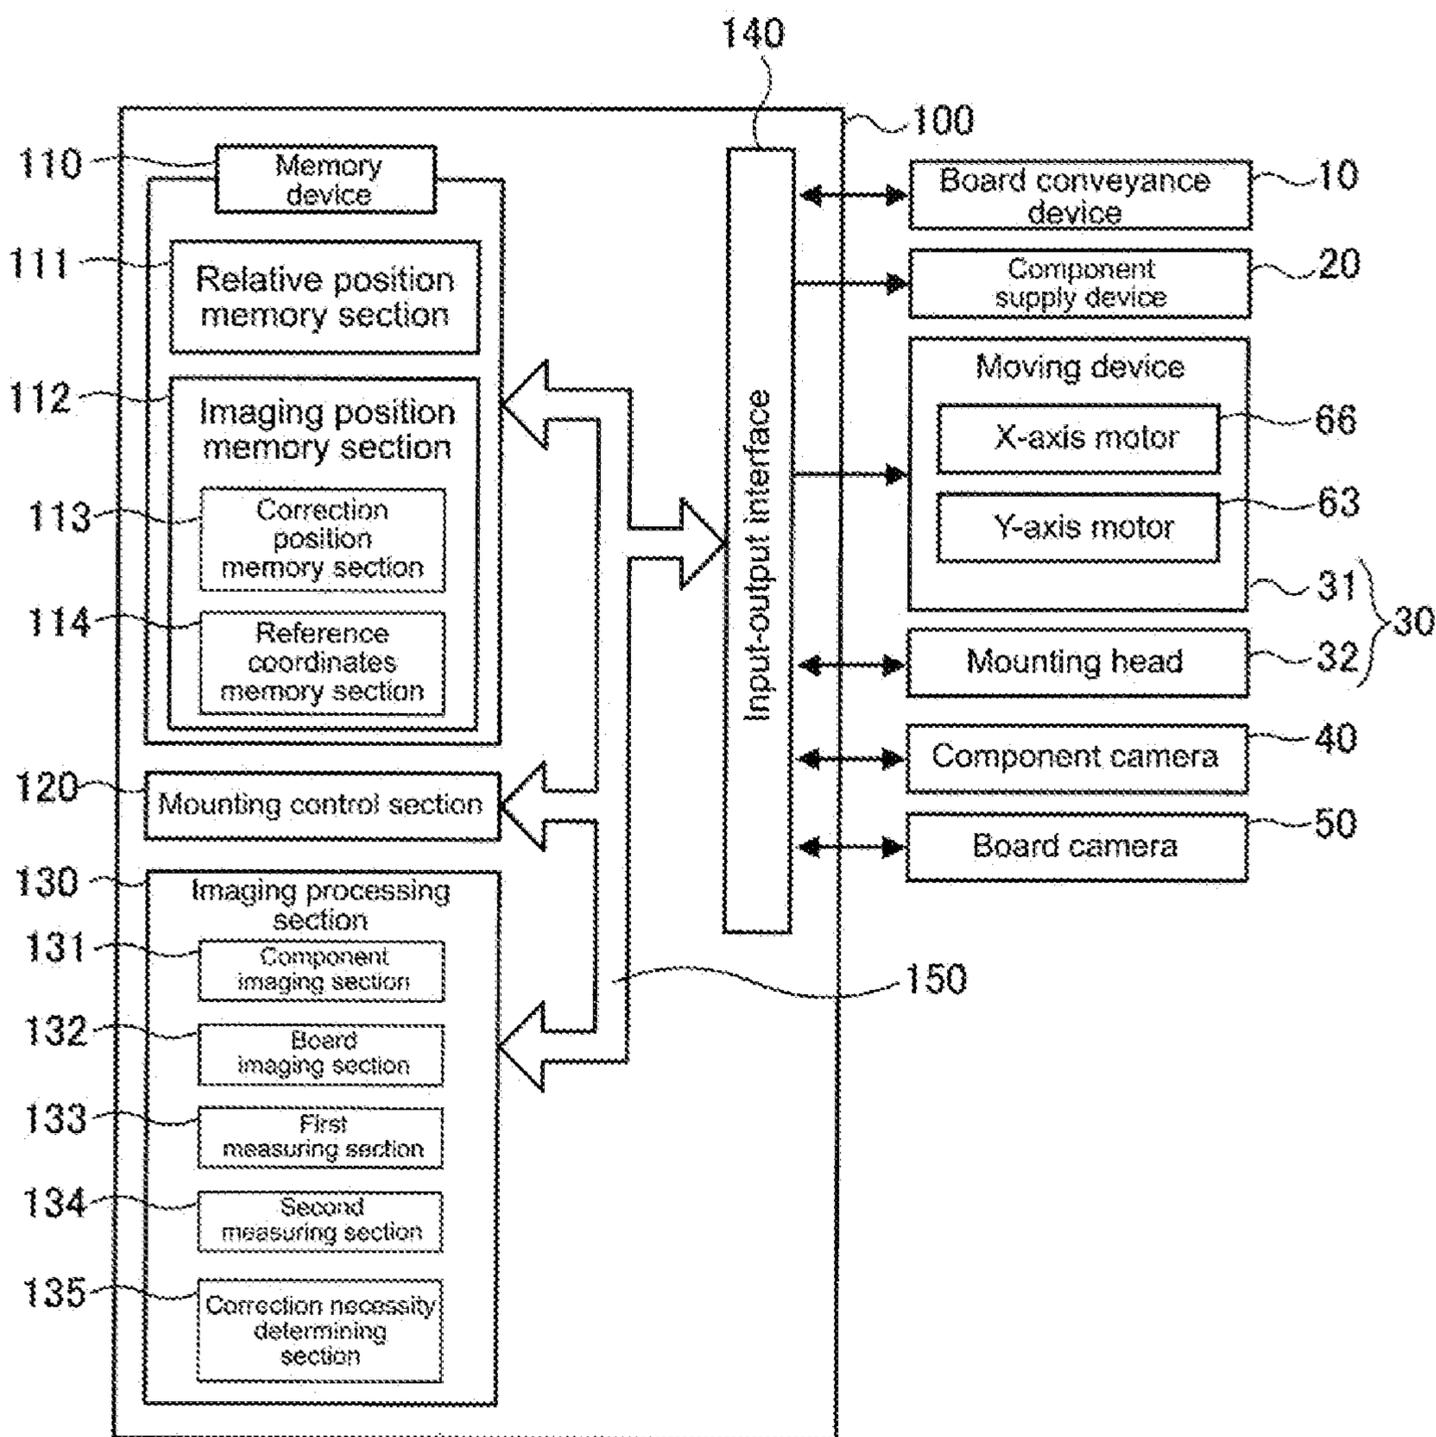 140
100
110
Memory
device
111
Relative position
memory section
112
Imaging position
memory section
113
Correction
position
memory section
114
Reference
coordinates
memory section
120
Mounting control section
130
Imaging processing
section
131
Component
imaging section
132
Board
imaging section
133
First
measuring section
134
Second
measuring section
135
Correction necessity
determining
section
150
Input-output interface
Board conveyance
device
10
Component
supply device
20
Moving device
X-axis motor
66
Y-axis motor
63
31
30
Mounting head
32
Component camera
40
Board camera
50